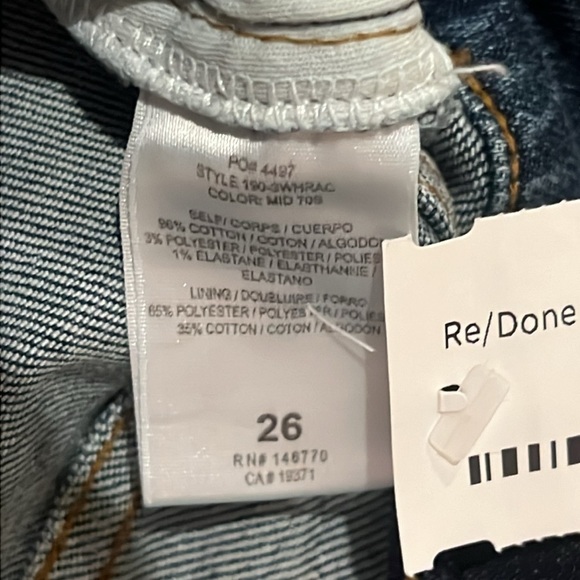 PO# 4497
STYLE 190-3WHRAC
COLOR: MID 70S
SELF / CORPS / CUERPO
96% COTTON / COTON / ALGODO
3% POLYESTER / POLYESTER / POLIES
1% ELASTANE / ELASTHANNE /
ELASTANO
LINING / DOUBLURE / FORRO
65% POLYESTER / POLYESTER / POLIES
35% COTTON / COTON / ALGODON
26
RN# 146770
CA# 19371
Re/Done